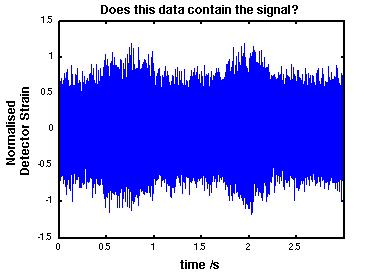 Does this data contain the signal?
1.5
1
0.5
0
-0.5
-1
-1.5
Normalised
Detector Strain
0 0.5 1 1.5 2 2.5
time /s